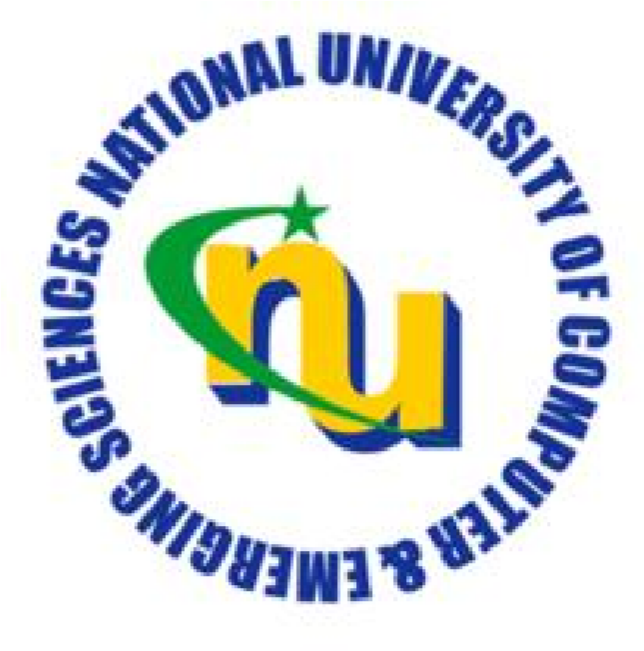 NATIONAL UNIVERSITY OF COMPUTER & EMERGING SCIENCES
nu